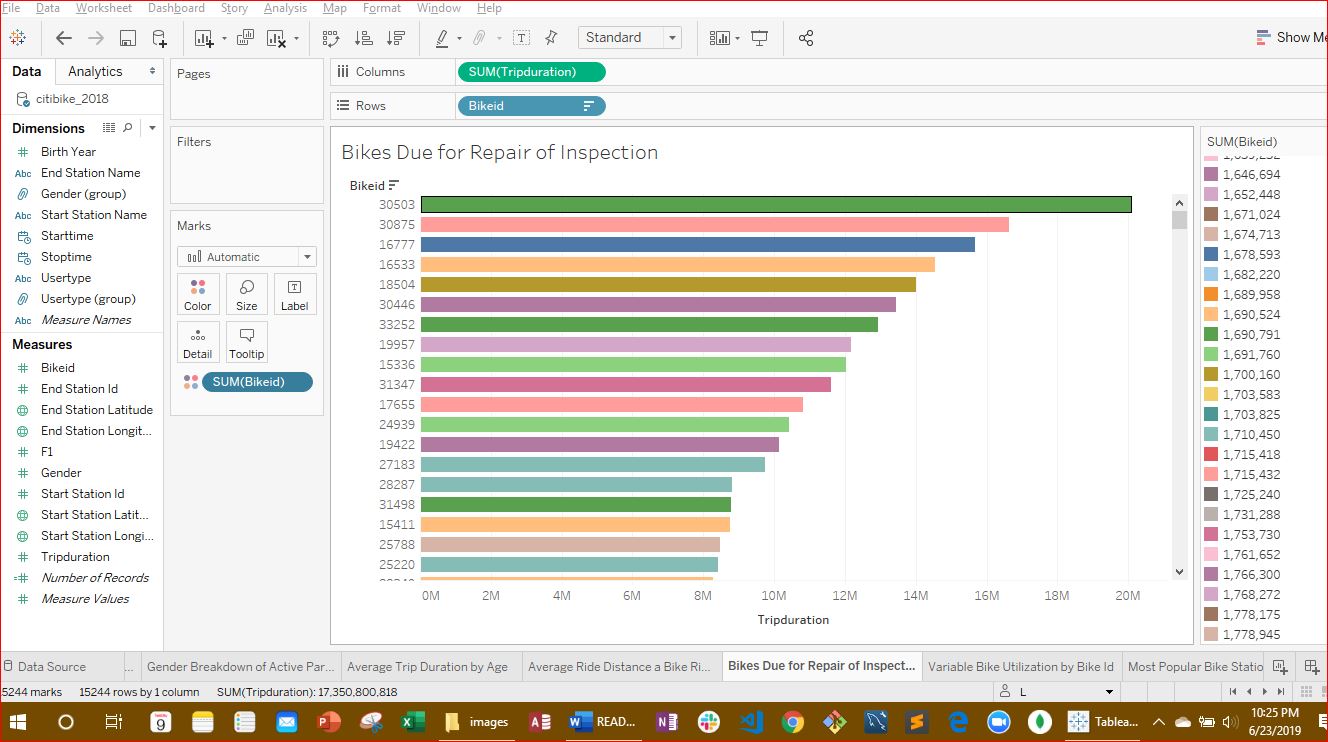 File Data Worksheet Dashboard Story Analysis Map Format Window Help
Standard
Show Me
Data Analytics
citibike_2018
Dimensions
Birth Year
Abc End Station Name
Gender (group)
Abc Start Station Name
Starttime
Stoptime
Abc Usertype
Usertype (group)
Abc Measure Names
Measures
Bikeid
End Station Id
End Station Latitude
End Station Longit...
F1
Gender
Start Station Id
Start Station Latit...
Start Station Longi...
Tripduration
Number of Records
Measure Values
Pages
Filters
Marks
Automatic
Color Size Label
Detail Tooltip
SUM(Bikeid)
Columns SUM(Tripduration)
Rows Bikeid
Bikes Due for Repair of Inspection
Bikeid
30503
30875
16777
16533
18504
30446
33252
19957
15336
31347
17655
24939
19422
27183
28287
31498
15411
25788
25220
0M 2M 4M 6M 8M 10M 12M 14M 16M 18M 20M
Tripduration
SUM(Bikeid)
1,646,694
1,652,448
1,671,024
1,674,713
1,678,593
1,682,220
1,689,958
1,690,524
1,690,791
1,691,760
1,700,160
1,703,583
1,703,825
1,710,450
1,715,418
1,715,432
1,725,240
1,731,288
1,753,730
1,761,652
1,766,300
1,768,272
1,778,175
1,778,945
Data Source ... Gender Breakdown of Active Par... Average Trip Duration by Age Average Ride Distance a Bike Ri... Bikes Due for Repair of Inspect... Variable Bike Utilization by Bike Id Most Popular Bike Statio
5244 marks 15244 rows by 1 column SUM(Tripduration): 17,350,800,818 L
9 images READ... Tablea... 10:25 PM
6/23/2019